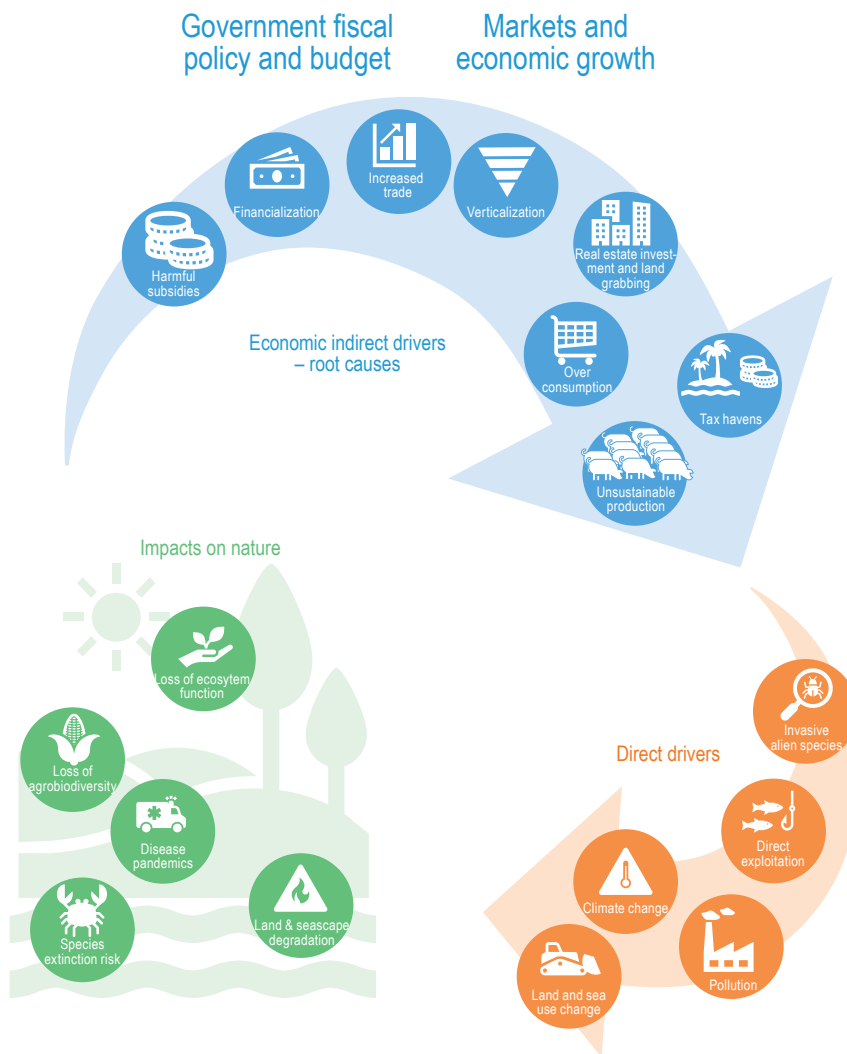 Government fiscal
policy and budget
Markets and
economic growth
Increased
trade
Financialization
Verticalization
Harmful
subsidies
Real estate invest-
ment and land
grabbing
Economic indirect drivers
– root causes
Over
consumption
Tax havens
Unsustainable
production
Impacts on nature
Loss of ecosytem
function
Loss of
agrobiodiversity
Disease
pandemics
Land & seascape
degradation
Species
extinction risk
Direct drivers
Invasive
alien species
Direct
exploitation
Climate change
Pollution
Land and sea
use change